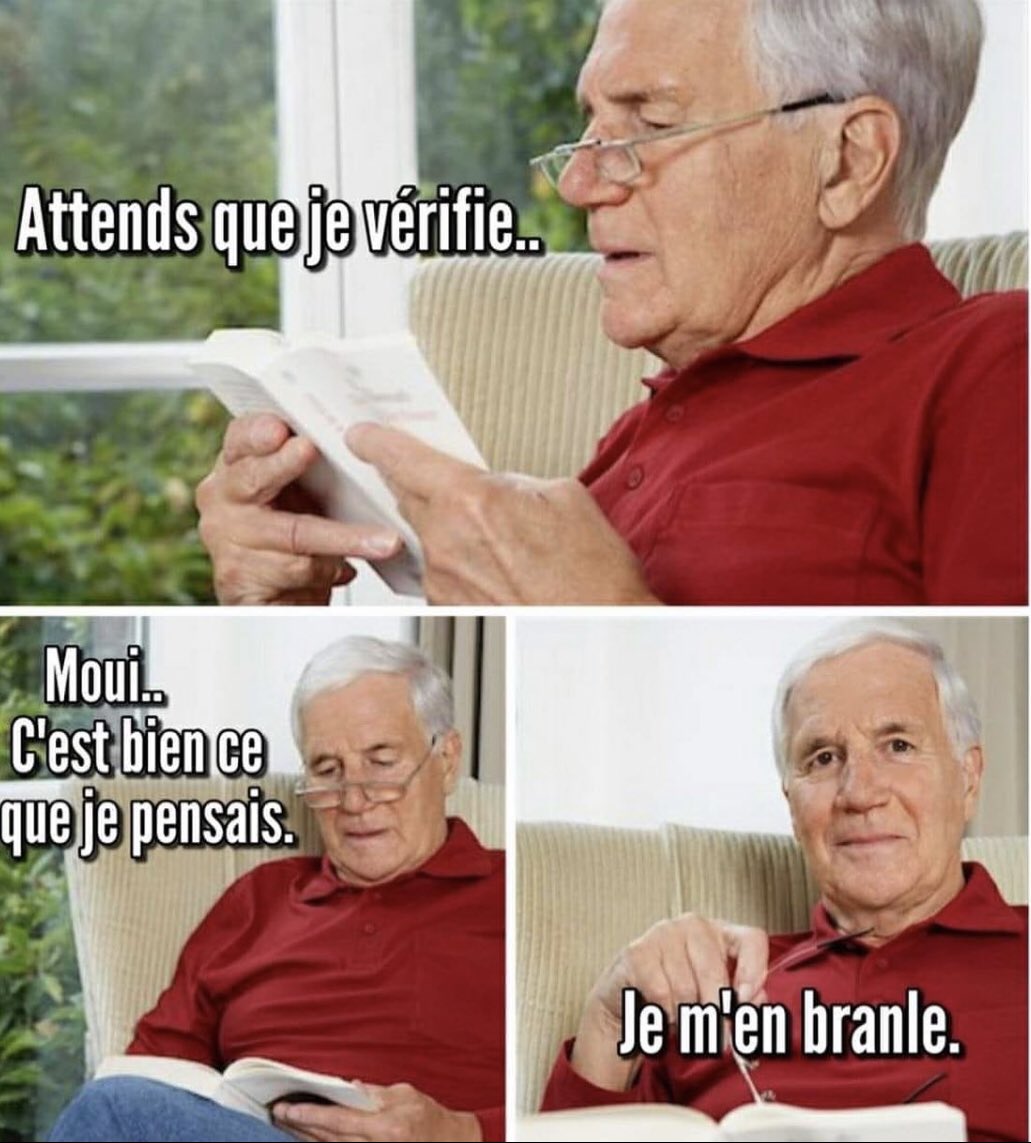 Attends que je vérifie..
Moui..
C'est bien ce
que je pensais.
Je m'en branle.